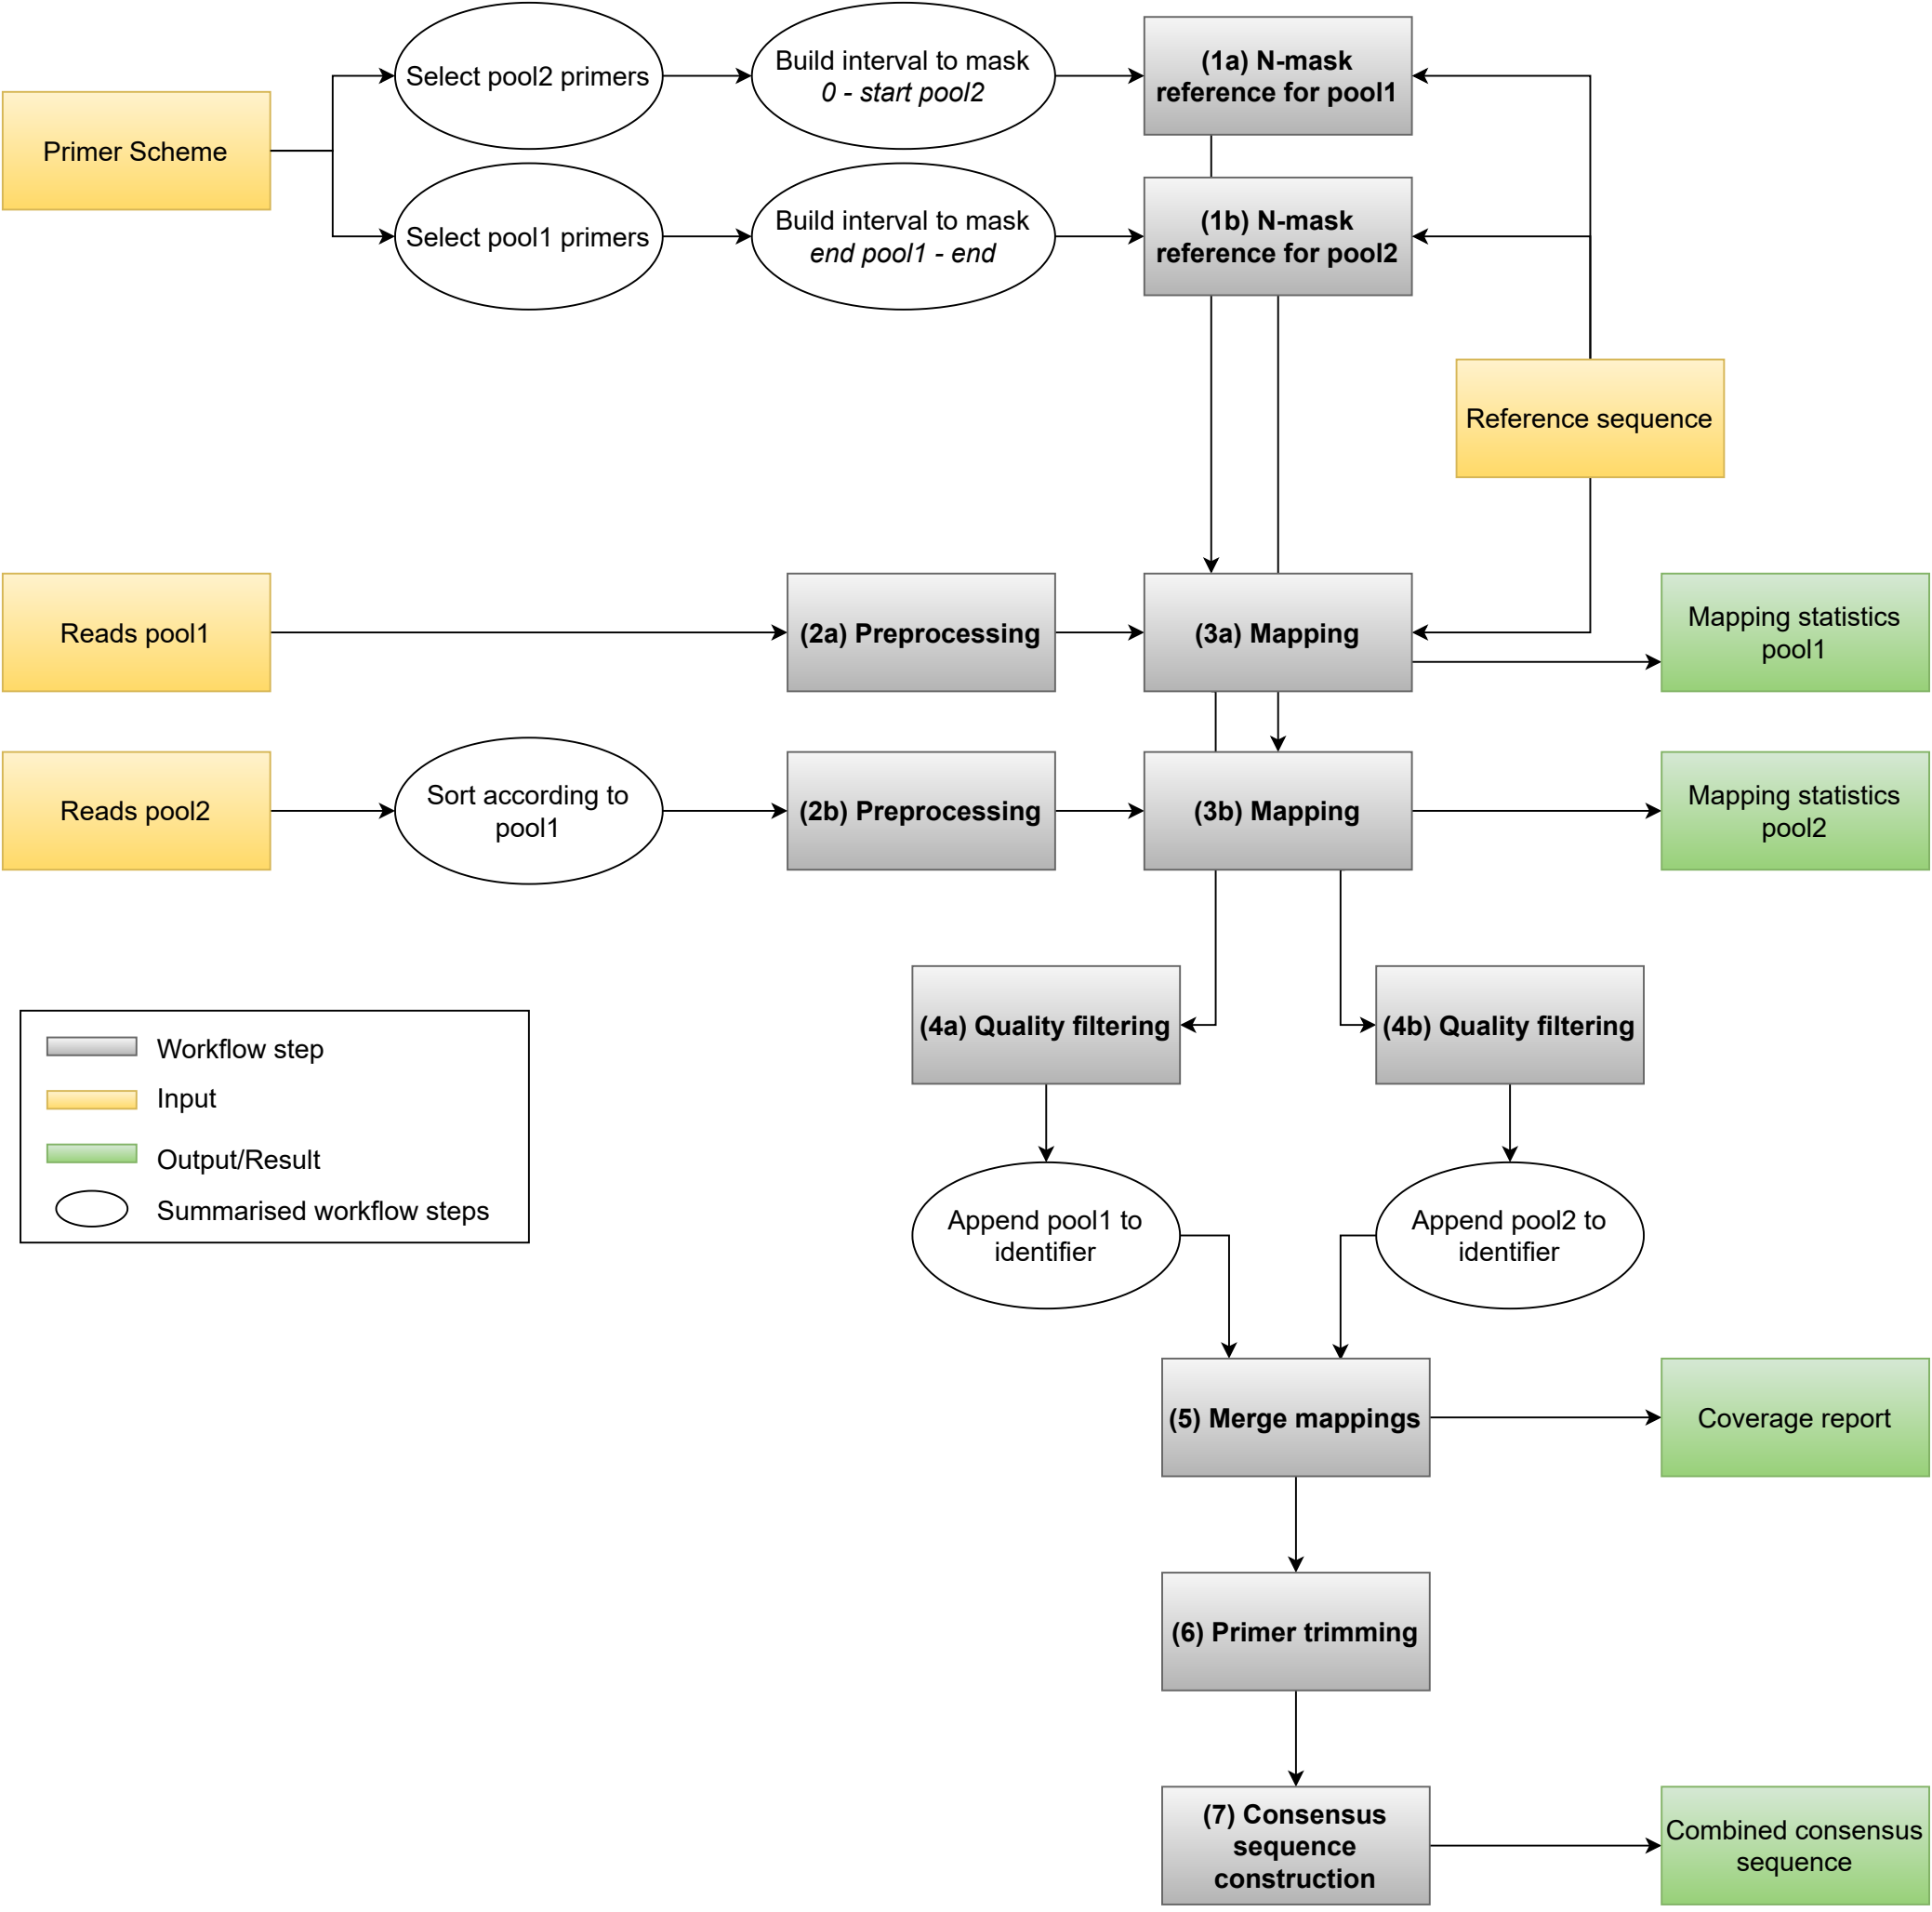 Select pool2 primers
Build interval to mask
0 - start pool2
(1a) N-mask
reference for pool1
Primer Scheme
Select pool1 primers
Build interval to mask
end pool1 - end
(1b) N-mask
reference for pool2
Reference sequence
Reads pool1
(2a) Preprocessing
(3a) Mapping
Mapping statistics
pool1
Reads pool2
Sort according to
pool1
(2b) Preprocessing
(3b) Mapping
Mapping statistics
pool2
(4a) Quality filtering
(4b) Quality filtering
Workflow step
Input
Output/Result
Summarised workflow steps
Append pool1 to
identifier
Append pool2 to
identifier
(5) Merge mappings
Coverage report
(6) Primer trimming
(7) Consensus
sequence
construction
Combined consensus
sequence